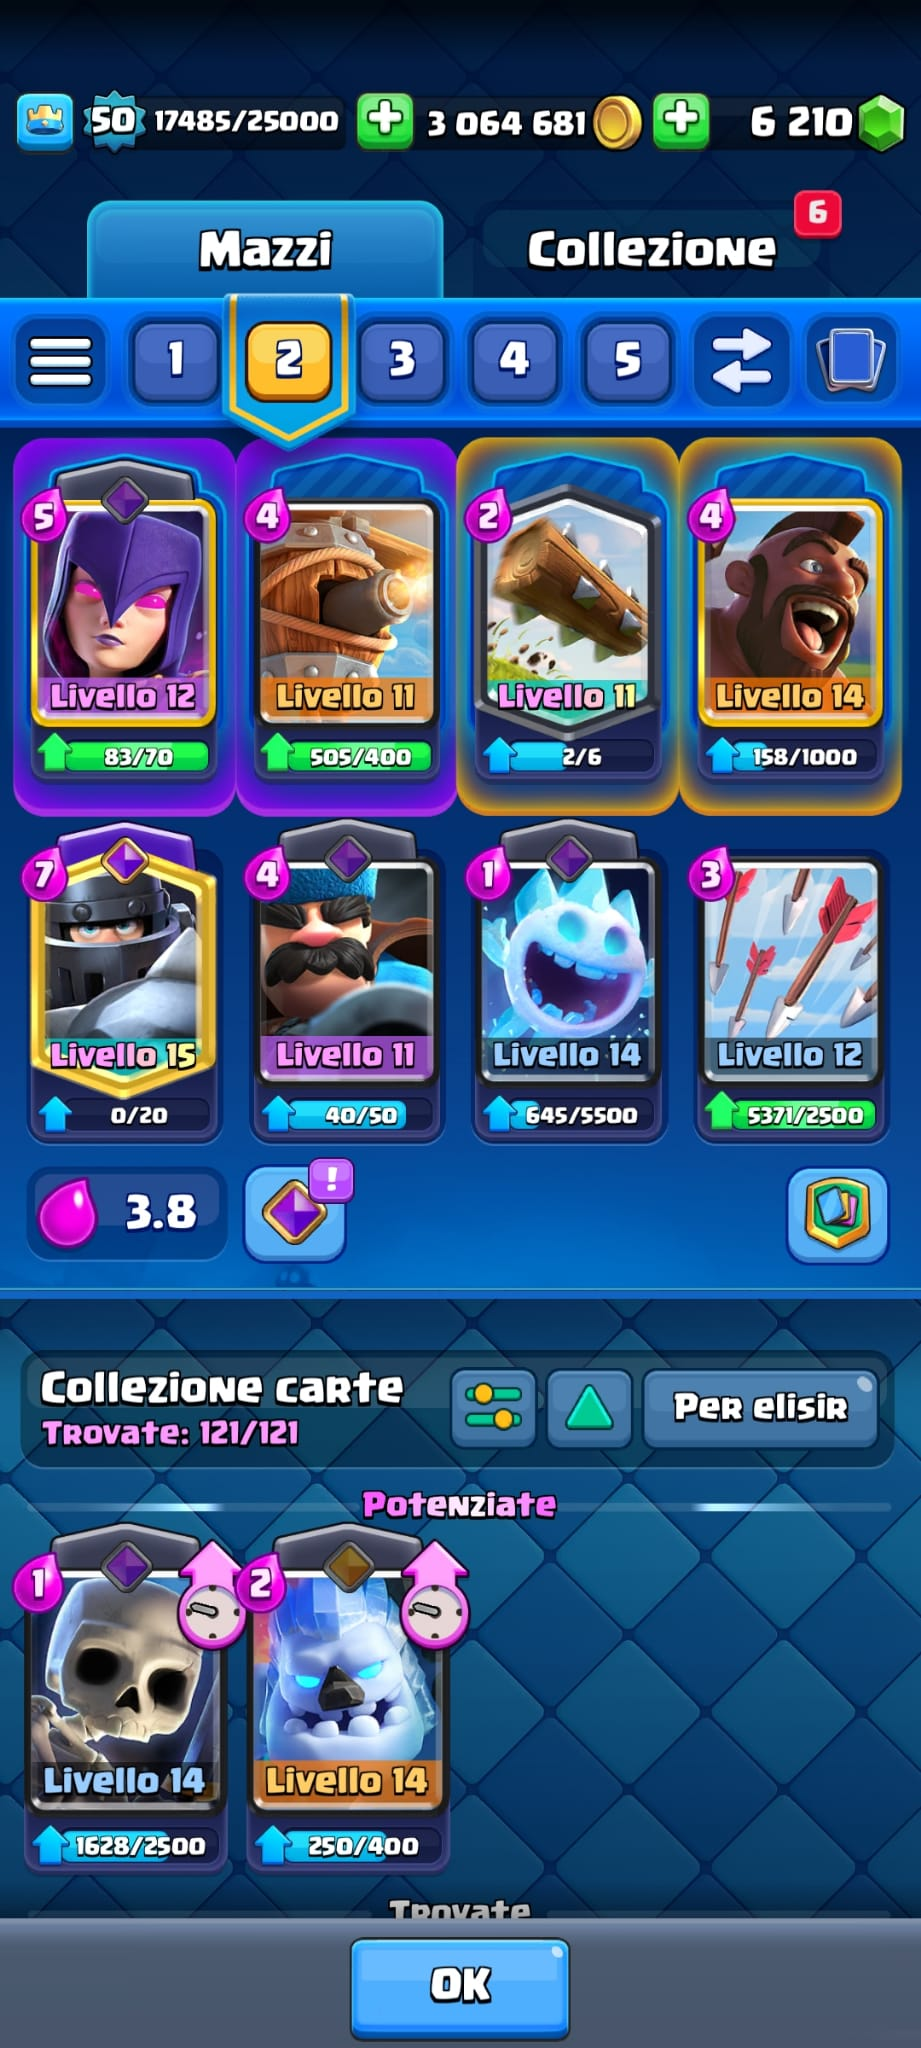 50 17485/25000 3 064 681 6 210
Mazzi Collezione 6
1 2 3 4 5
5 4 2 4
Livello 12 Livello 11 Livello 11 Livello 14
83/70 505/400 2/6 158/1000
7 4 1 3
Livello 15 Livello 11 Livello 14 Livello 12
0/20 40/50 645/5500 5371/2500
3.8 !
Collezione carte
Trovate: 121/121
Per elisir
Potenziate
1 2
Livello 14 Livello 14
1628/2500 250/400
Trovate
OK